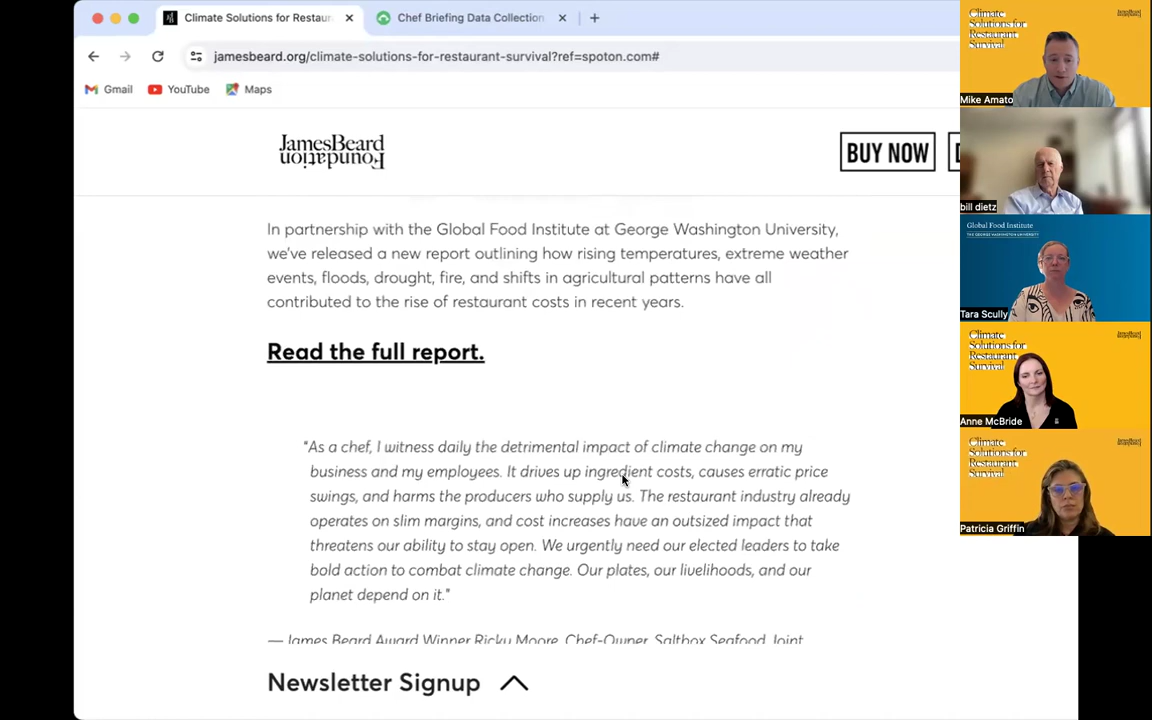 Climate Solutions for Restaur
Chef Briefing Data Collection
jamesbeard.org/climate-solutions-for-restaurant-survival?ref=spoton.com#
Gmail
YouTube
Maps
JamesBeard
Foundation
BUY NOW
In partnership with the Global Food Institute at George Washington University,
we've released a new report outlining how rising temperatures, extreme weather
events, floods, drought, fire, and shifts in agricultural patterns have all
contributed to the rise of restaurant costs in recent years.
Read the full report.
"As a chef, I witness daily the detrimental impact of climate change on my
business and my employees. It drives up ingredient costs, causes erratic price
swings, and harms the producers who supply us. The restaurant industry already
operates on slim margins, and cost increases have an outsized impact that
threatens our ability to stay open. We urgently need our elected leaders to take
bold action to combat climate change. Our plates, our livelihoods, and our
planet depend on it."
— James Beard Award Winner Ricky Moore, Chef-Owner, Saltbox Seafood Joint
Newsletter Signup
Climate
Solutions for
Restaurant
Survival
Mike Amato
bill dietz
Global Food Institute
THE GEORGE WASHINGTON UNIVERSITY
Tara Scully
Climate
Solutions for
Restaurant
Survival
Anne McBride
Climate
Solutions for
Restaurant
Survival
Patricia Griffin